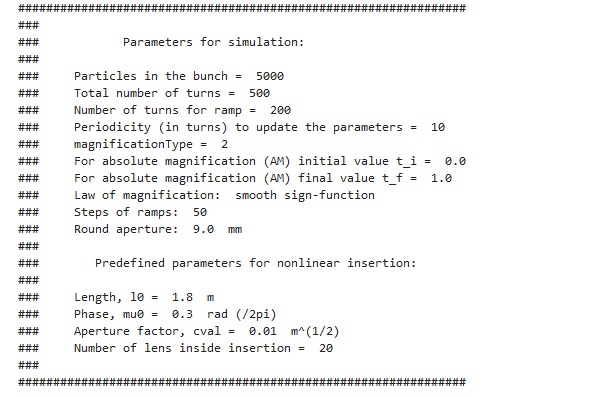 ################################################################
###
###            Parameters for simulation:
###
###     Particles in the bunch =  5000
###     Total number of turns =  500
###     Number of turns for ramp =  200
###     Periodicity (in turns) to update the parameters =  10
###     magnificationType =  2
###     For absolute magnification (AM) initial value t_i =  0.0
###     For absolute magnification (AM) final value t_f =  1.0
###     Law of magnification:  smooth sign-function
###     Steps of ramps:  50
###     Round aperture:  9.0  mm
###
###        Predefined parameters for nonlinear insertion:
###
###     Length, l0 =  1.8  m
###     Phase, mu0 =  0.3  rad (/2pi)
###     Aperture factor, cval =  0.01  m^(1/2)
###     Number of lens inside insertion =  20
###
################################################################